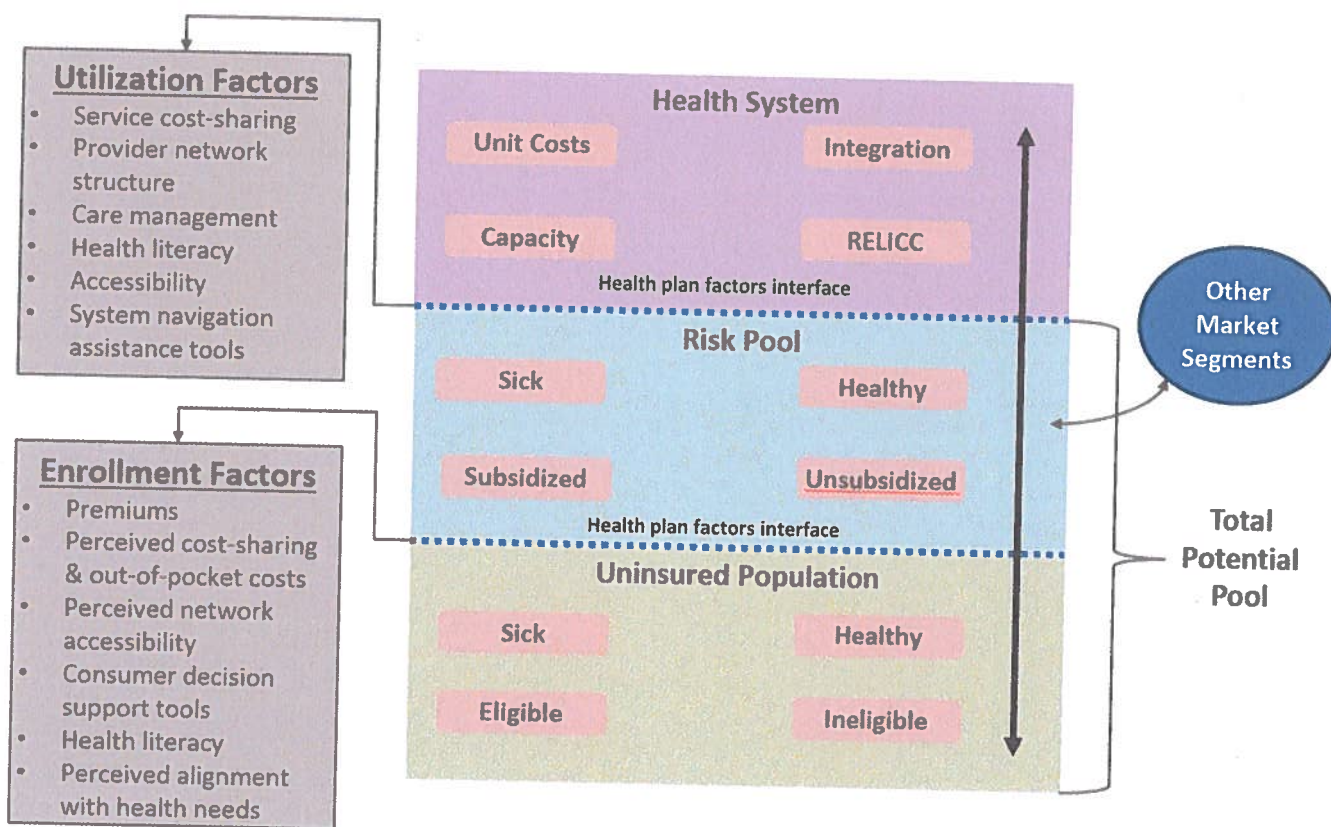 Utilization Factors
• Service cost-sharing
• Provider network
structure
• Care management
• Health literacy
• Accessibility
• System navigation
assistance tools
Enrollment Factors
• Premiums
• Perceived cost-sharing
& out-of-pocket costs
• Perceived network
accessibility
• Consumer decision
support tools
• Health literacy
• Perceived alignment
with health needs
Health System
Unit Costs
Integration
Capacity
RELICC
Health plan factors interface
Risk Pool
Sick
Healthy
Subsidized
Unsubsidized
Health plan factors interface
Uninsured Population
Sick
Healthy
Eligible
Ineligible
Other
Market
Segments
Total
Potential
Pool